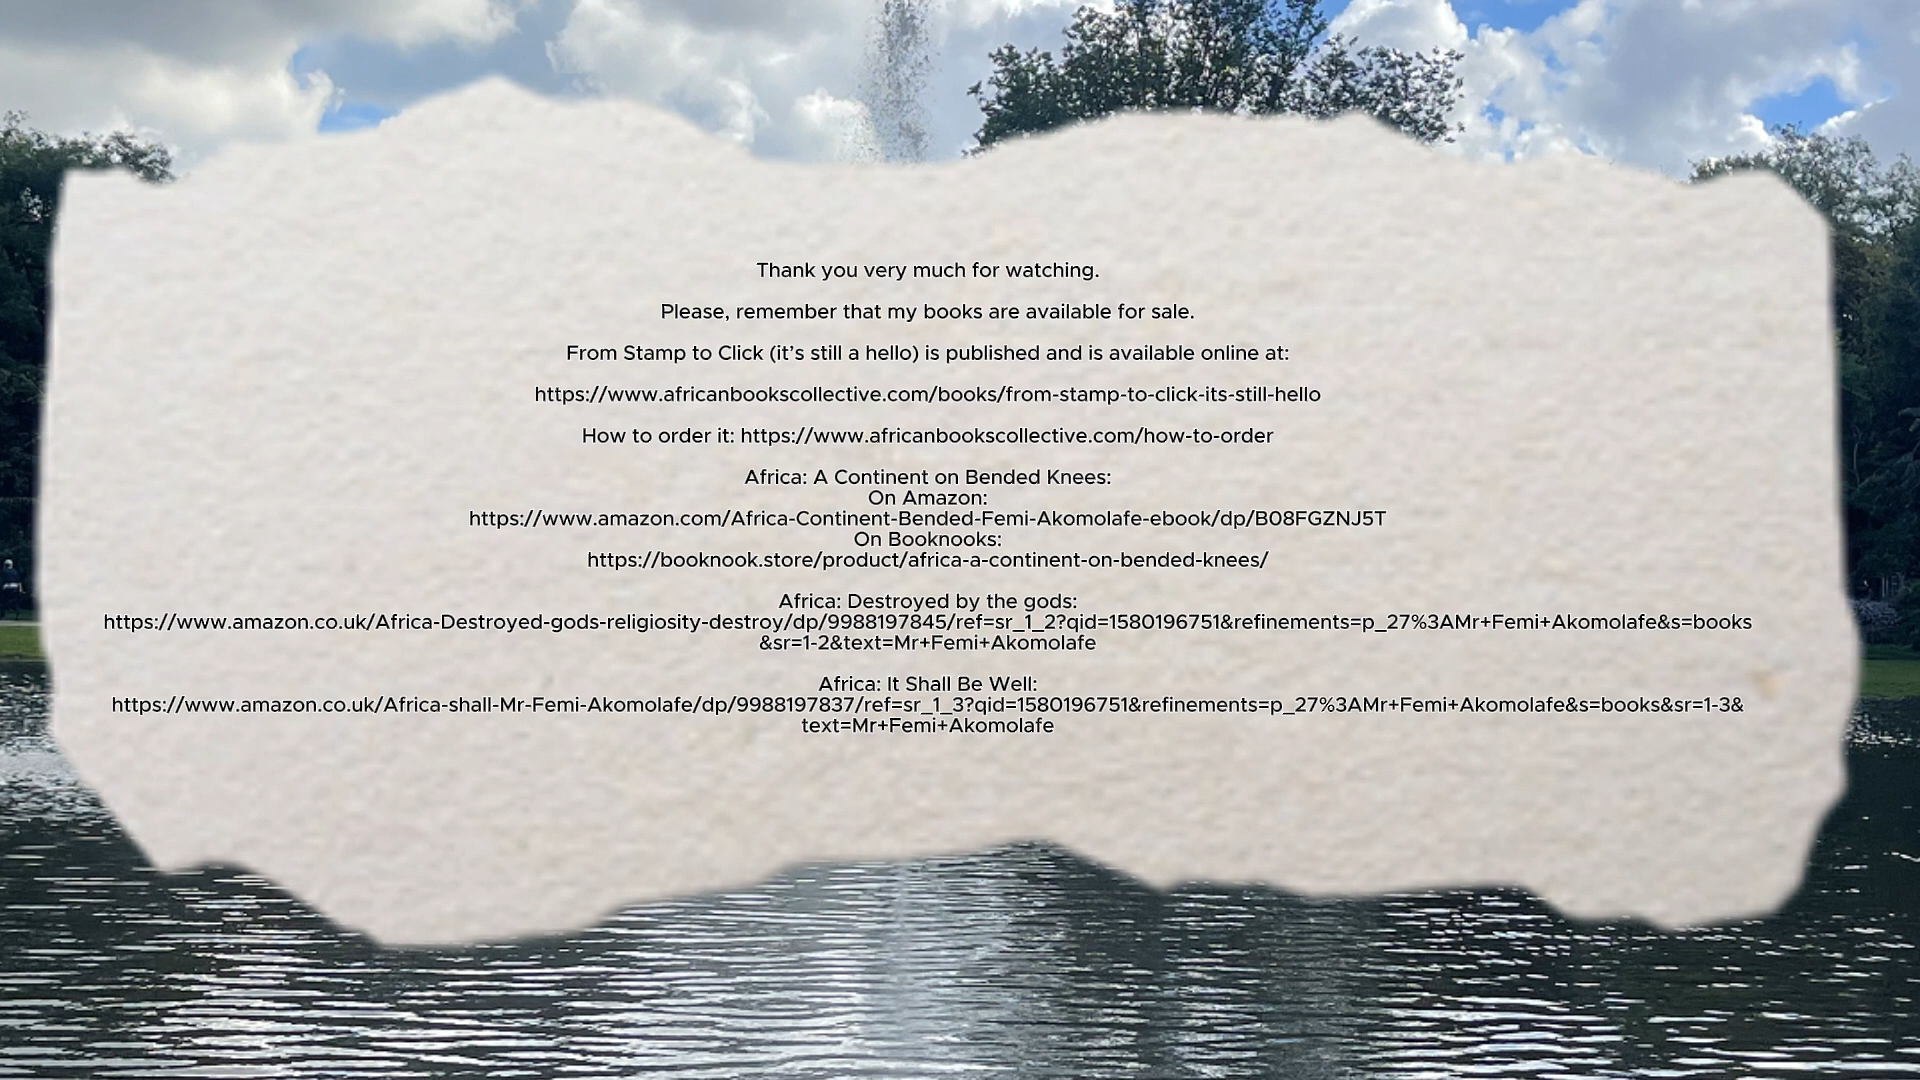 Thank you very much for watching.
Please, remember that my books are available for sale.
From Stamp to Click (it’s still a hello) is published and is available online at:
https://www.africanbookscollective.com/books/from-stamp-to-click-its-still-hello
How to order it: https://www.africanbookscollective.com/how-to-order
Africa: A Continent on Bended Knees:
On Amazon:
https://www.amazon.com/Africa-Continent-Bended-Femi-Akomolafe-ebook/dp/B08FGZNJ5T
On Booknooks:
https://booknook.store/product/africa-a-continent-on-bended-knees/
Africa: Destroyed by the gods:
https://www.amazon.co.uk/Africa-Destroyed-gods-religiosity-destroy/dp/9988197845/ref=sr_1_2?qid=1580196751&refinements=p_27%3AMr+Femi+Akomolafe&s=books
&sr=1-2&text=Mr+Femi+Akomolafe
Africa: It Shall Be Well:
https://www.amazon.co.uk/Africa-shall-Mr-Femi-Akomolafe/dp/9988197837/ref=sr_1_3?qid=1580196751&refinements=p_27%3AMr+Femi+Akomolafe&s=books&sr=1-3&
text=Mr+Femi+Akomolafe